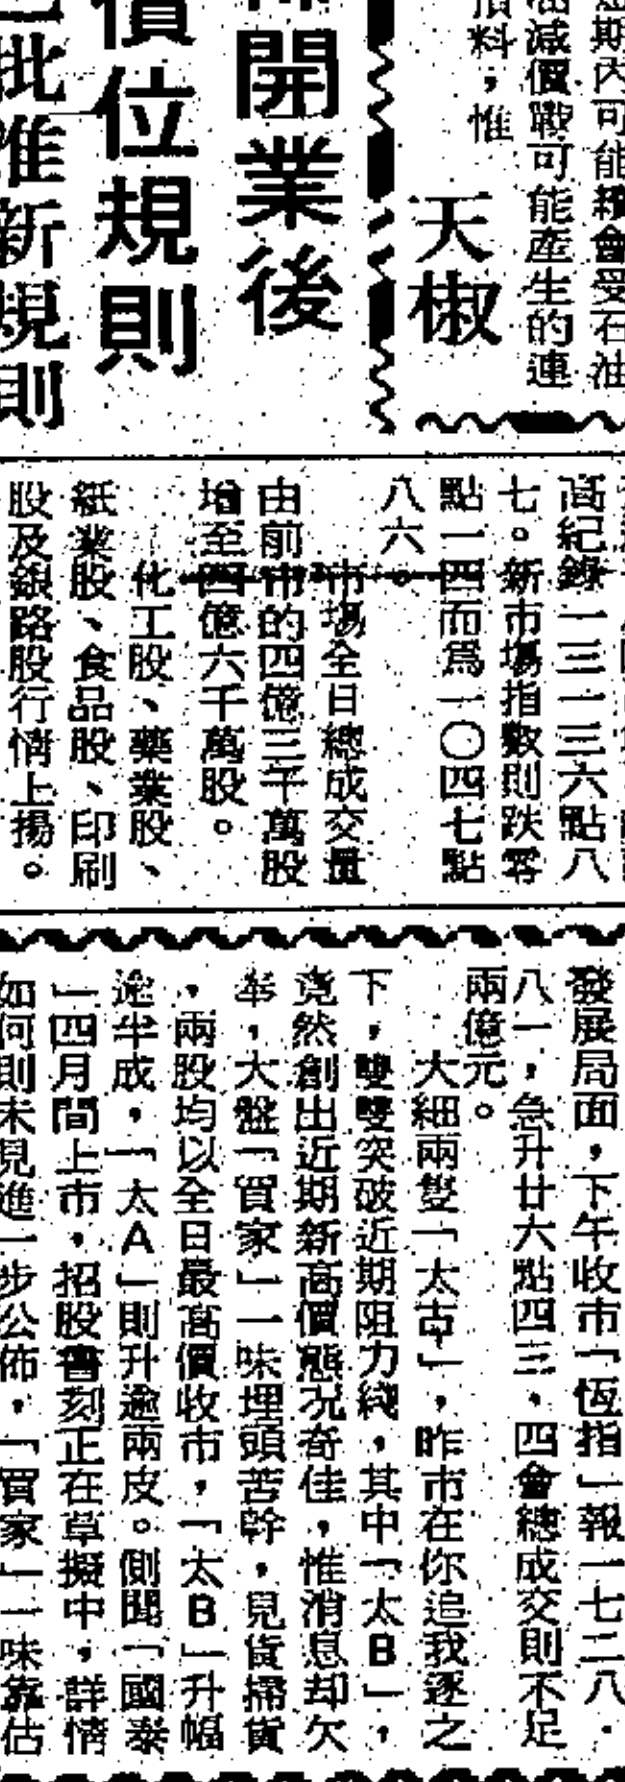 短期內可能將會受石油
油減價戰可能產生的連
料，惟
天椒
開業後
價位規則
批准新規則
高紀錄一三一三六點八
七。新市場指數則跌零
點一四而為一〇四七點
八六。
市場全日總成交量
由前市的四億三千萬股
增至四億六千萬股。
化工股、藥業股、
紙業股、食品股、印刷
股及銀路股行情上揚。
發展局面，下午收市「恆指」報一七二八．
八一，急升廿六點四三，四會總成交則不足
兩億元。
大細兩雙「太古」，昨市在你追我逐之
下，雙雙突破近期阻力綫，其中「太B」，
竟然創出近期新高價態況奇佳，惟消息却欠
奉，大盤「買家」一味埋頭苦幹，見貨掃貨
，兩股均以全日最高價收市，「太B」升幅
逾半成，「太A」則升逾兩皮。側聞「國泰
」四月間上市，招股書刻正在草擬中，詳情
如何則未見進一步公佈，「買家」一味靠估